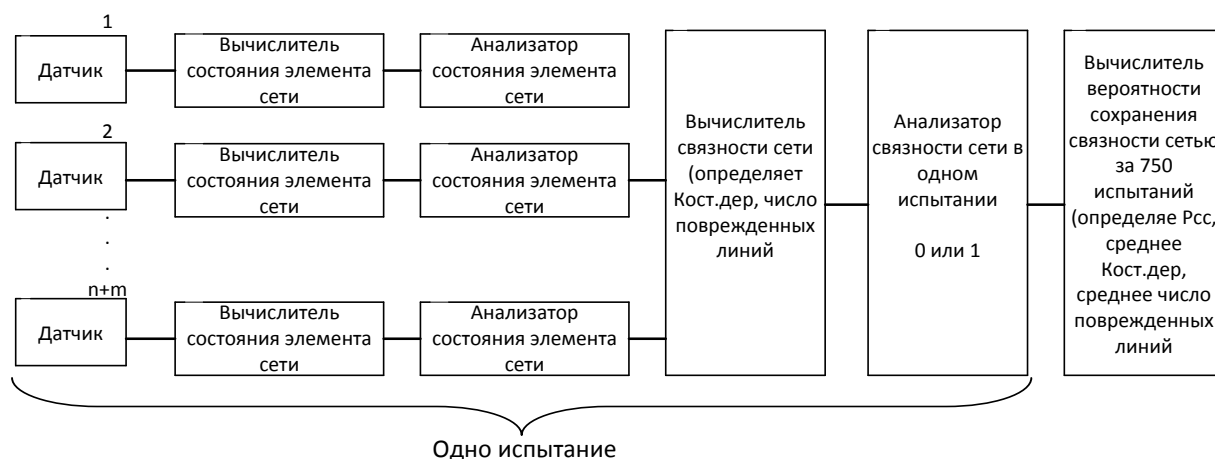 1
Датчик
Вычислитель
состояния элемента
сети
Анализатор
состояния элемента
сети
2
Датчик
Вычислитель
состояния элемента
сети
Анализатор
состояния элемента
сети
.
.
.
n+m
Датчик
Вычислитель
состояния элемента
сети
Анализатор
состояния элемента
сети
Вычислитель
связности сети
(определяет
Кост.дер, число
поврежденных
линий
Анализатор
связности сети в
одном
испытании
0 или 1
Вычислитель
вероятности
сохранения
связности сетью
за 750
испытаний
(определяе Рсс,
среднее
Кост.дер,
среднее число
поврежденных
линий
Одно испытание